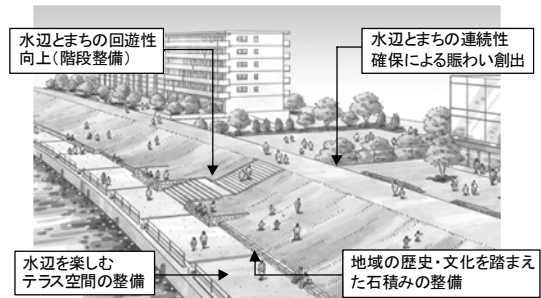 水辺とまちの回遊性
向上（階段整備）
水辺とまちの連続性
確保による賑わい創出
水辺を楽しむ
テラス空間の整備
地域の歴史・文化を踏まえ
た石積みの整備